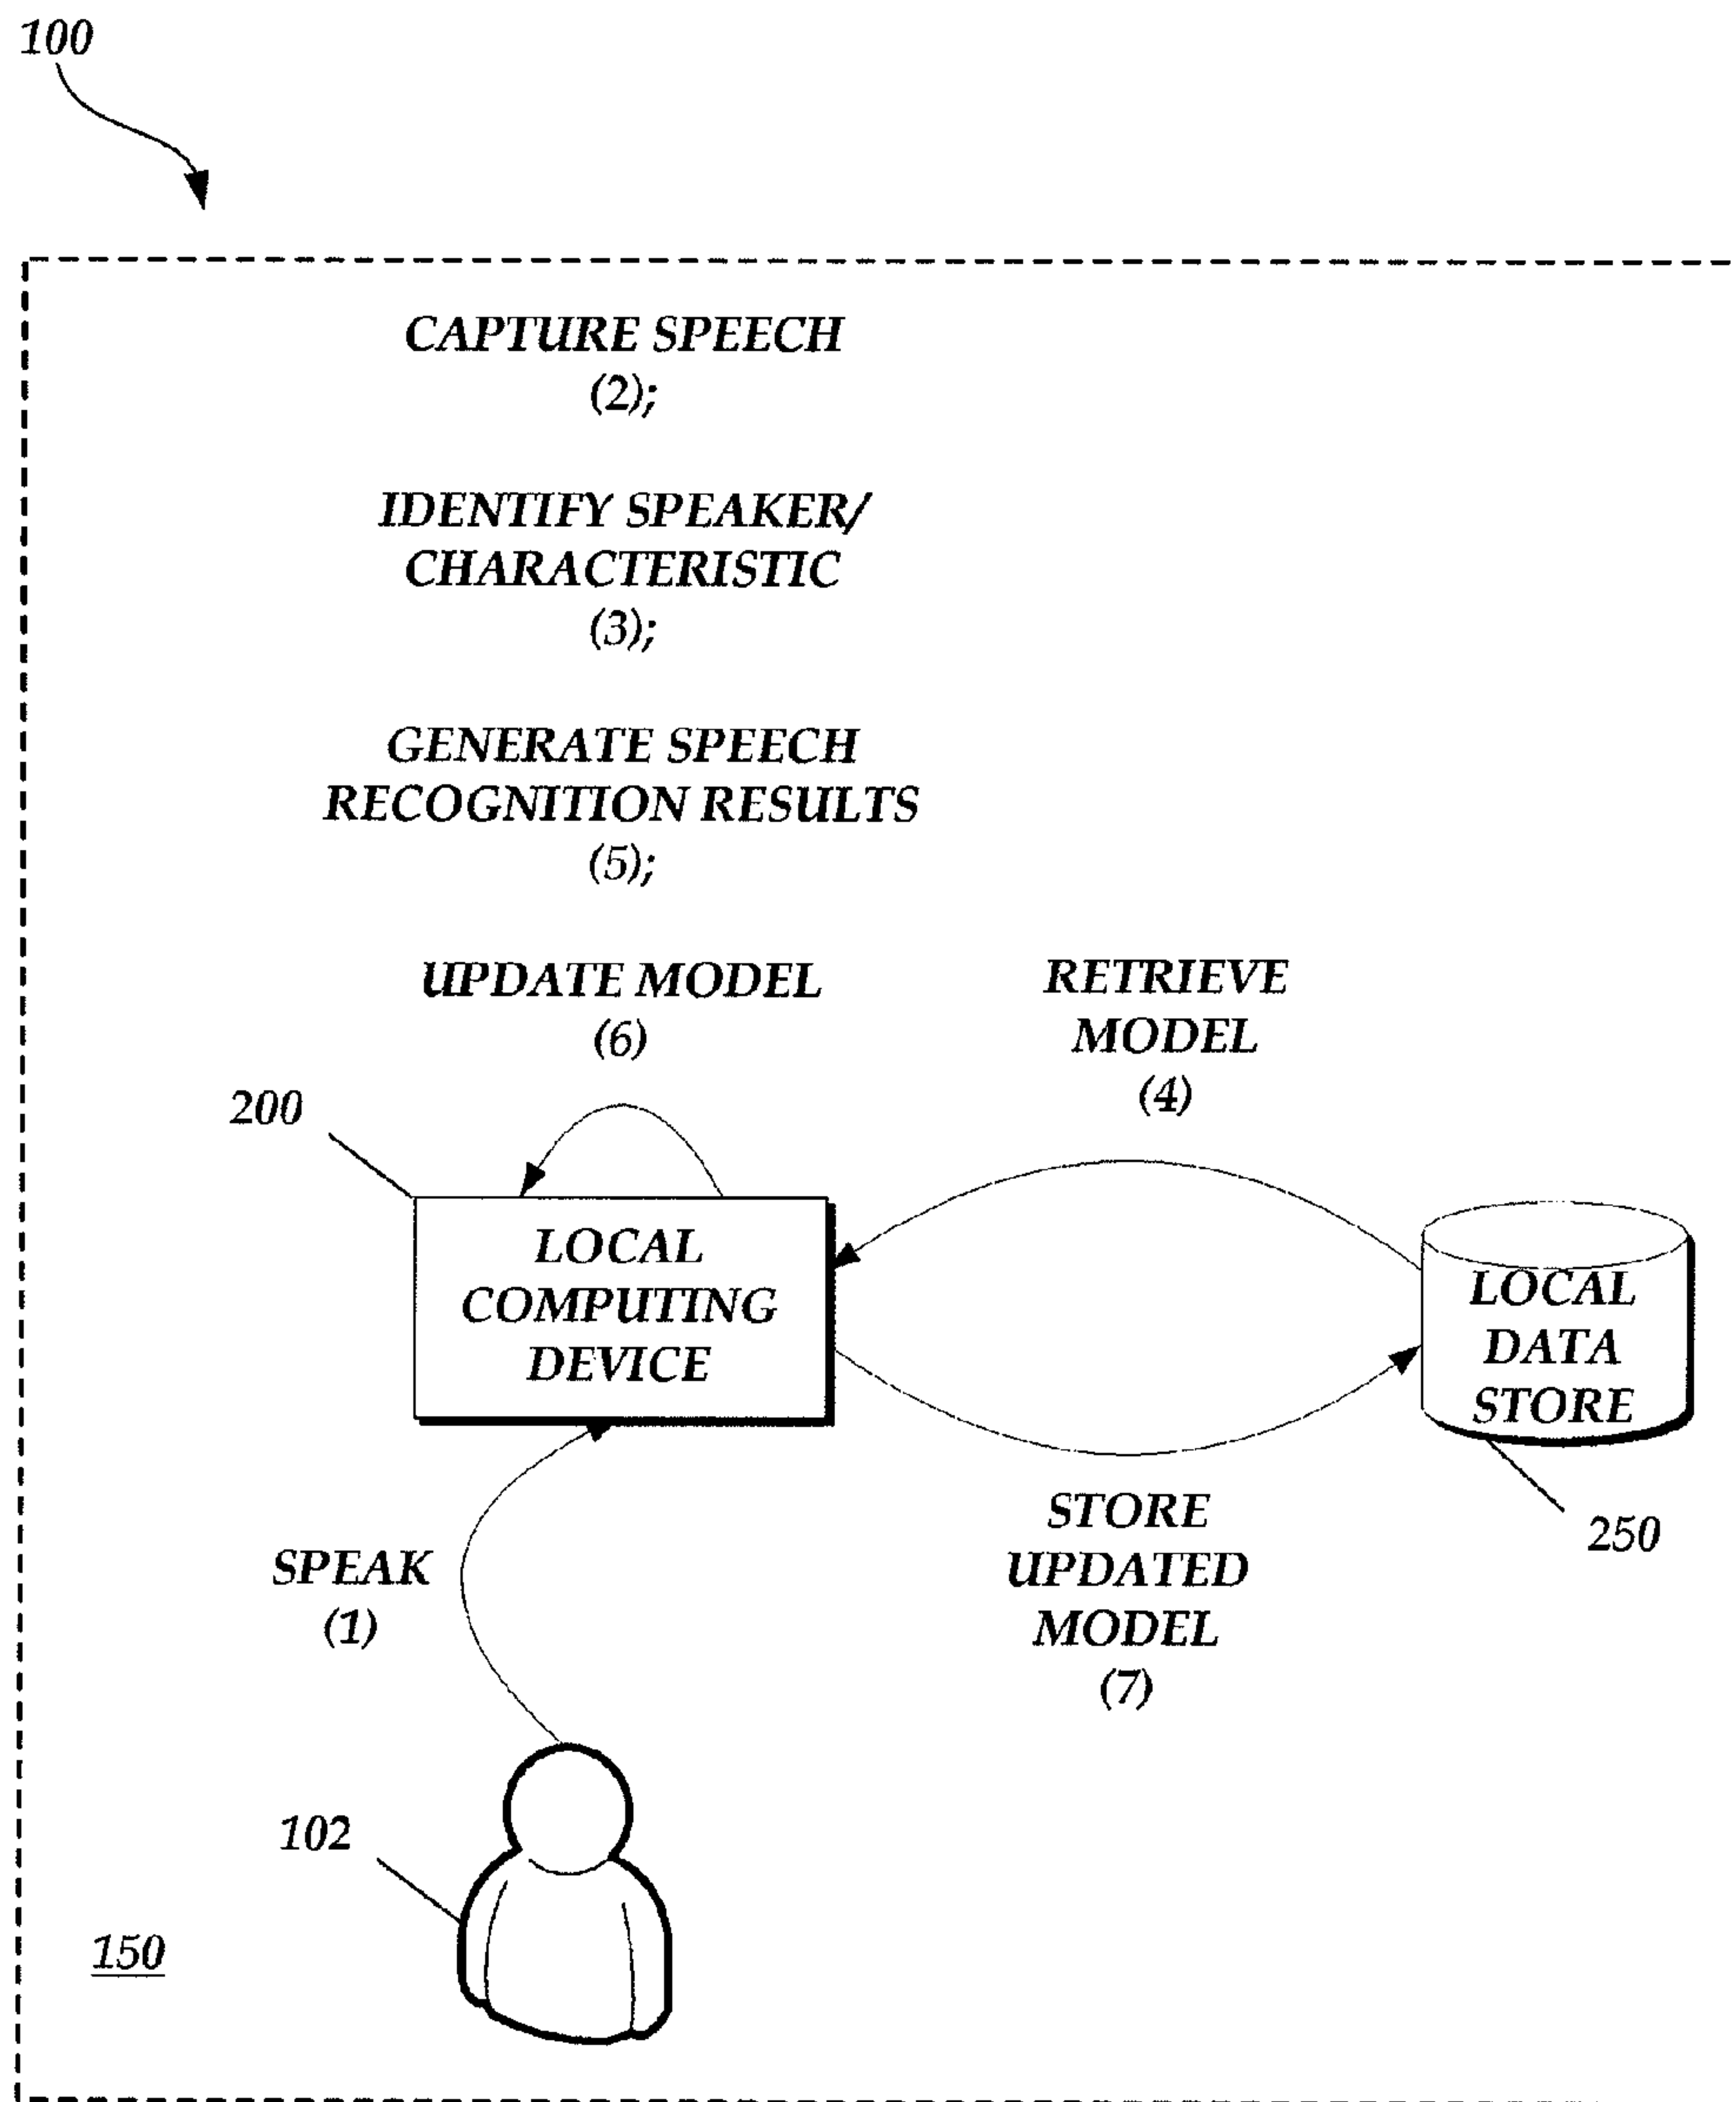 100
CAPTURE SPEECH
(2);
IDENTIFY SPEAKER/
CHARACTERISTIC
(3);
GENERATE SPEECH
RECOGNITION RESULTS
(5);
UPDATE MODEL
(6)
RETRIEVE
MODEL
(4)
200
LOCAL
COMPUTING
DEVICE
LOCAL
DATA
STORE
250
SPEAK
(1)
STORE
UPDATED
MODEL
(7)
102
150